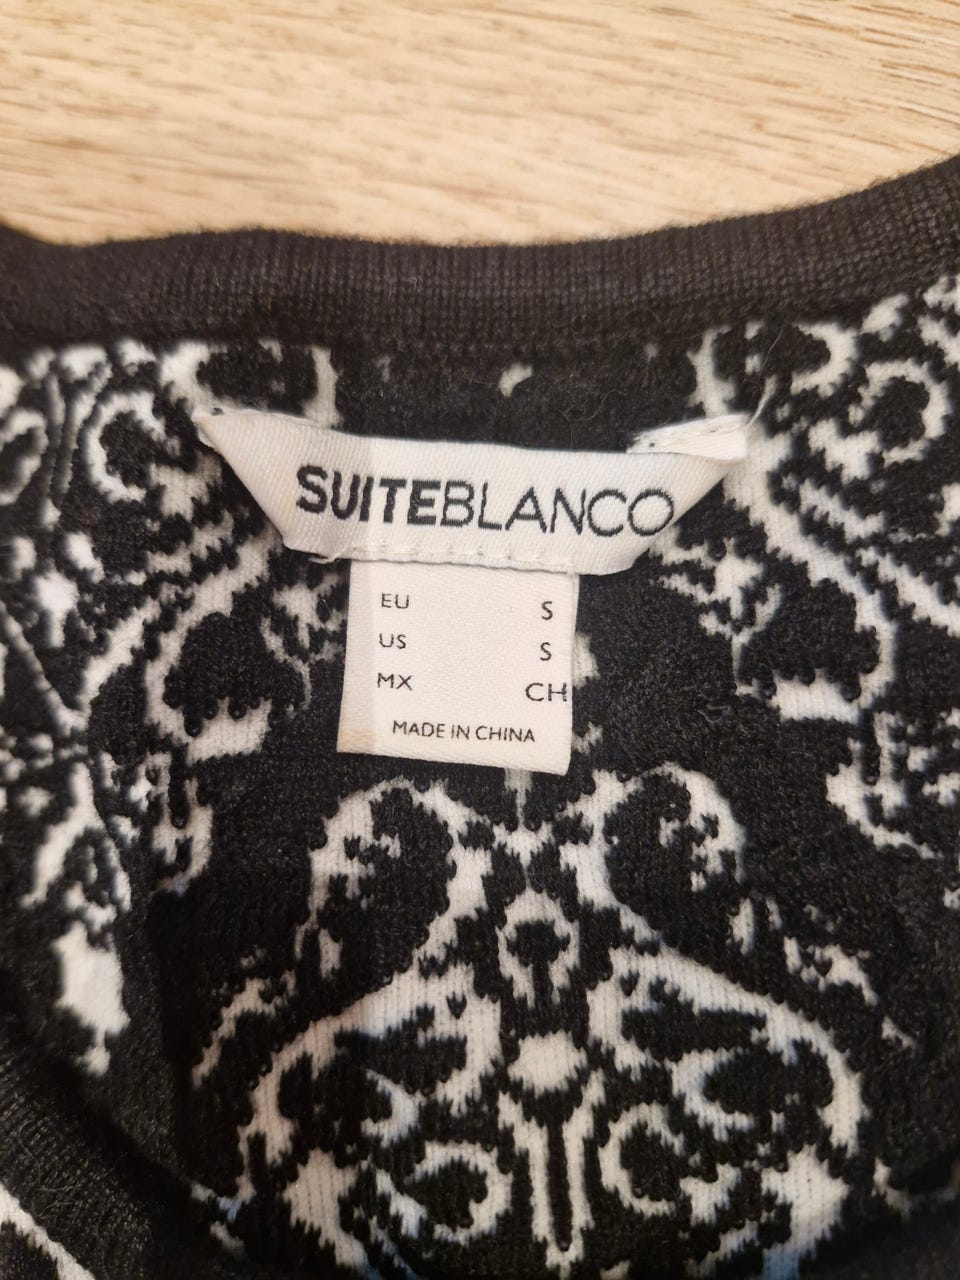 SUITEBLANCO
EU S
US S
MX CH
MADE IN CHINA